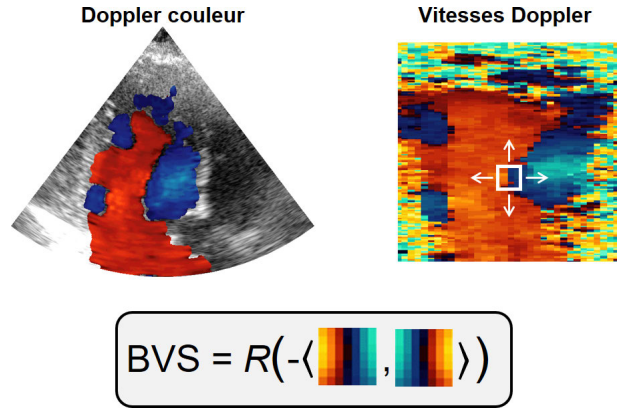 Doppler couleur
Vitesses Doppler
BVS = R(-⟨ , ⟩)